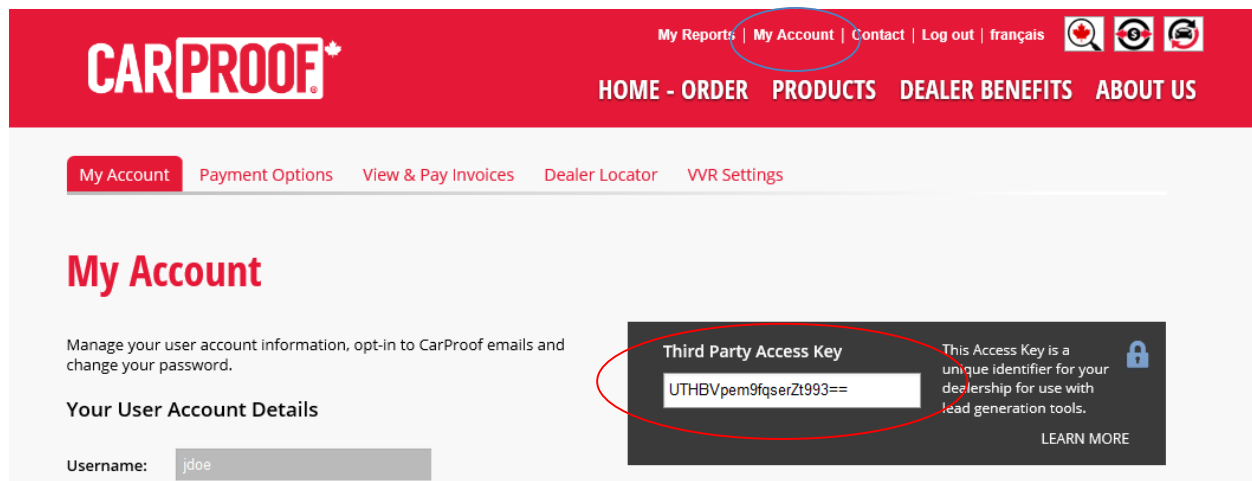 My Reports | My Account | Contact | Log out | français
CARPROOF
HOME - ORDER PRODUCTS DEALER BENEFITS ABOUT US
My Account Payment Options View & Pay Invoices Dealer Locator VVR Settings
My Account
Manage your user account information, opt-in to CarProof emails and
change your password.
Your User Account Details
Username: jdoe
Third Party Access Key
UTHBVpem9fqserZt993==
This Access Key is a
unique identifier for your
dealership for use with
lead generation tools.
LEARN MORE